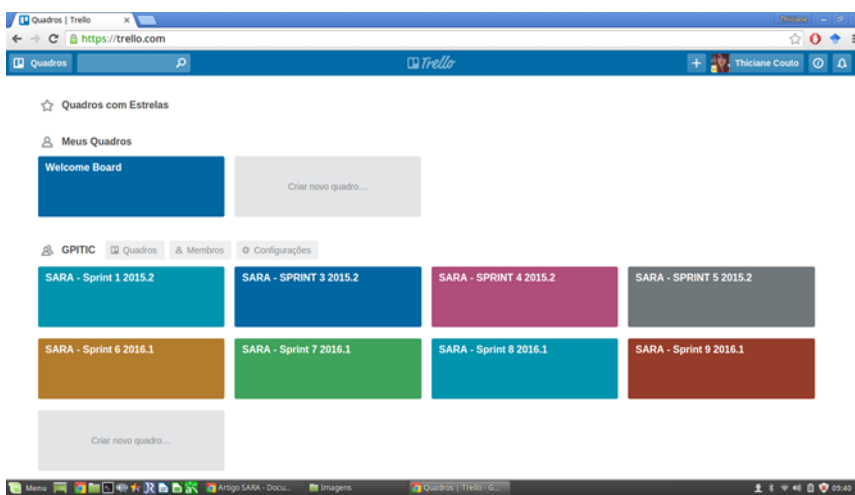 Quadros | Trello
Thiciane
https://trello.com
Quadros
Trello
Thiciane Couto
Quadros com Estrelas
Meus Quadros
Welcome Board
Criar novo quadro...
GPITIC
Quadros
Membros
Configurações
SARA - Sprint 1 2015.2
SARA - SPRINT 3 2015.2
SARA - SPRINT 4 2015.2
SARA - SPRINT 5 2015.2
SARA - Sprint 6 2016.1
SARA - Sprint 7 2016.1
SARA - Sprint 8 2016.1
SARA - Sprint 9 2016.1
Criar novo quadro...
Menu
Artigo SARA - Docu...
Imagens
Quadros | Trello - G...
09:40